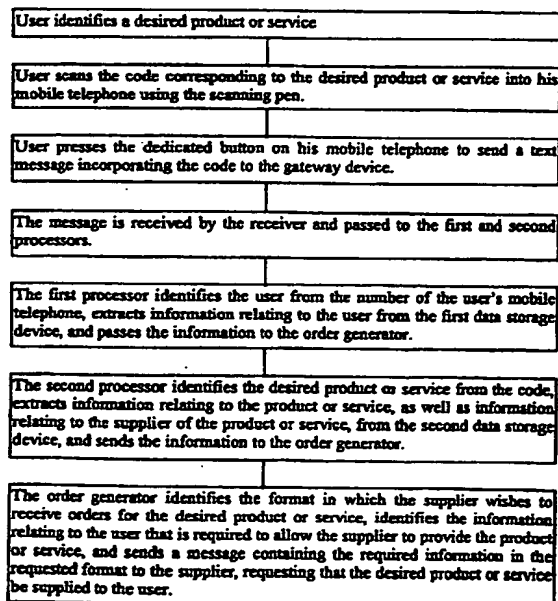 User identifies a desired product or service
User scans the code corresponding to the desired product or service into his
mobile telephone using the scanning pen.
User presses the dedicated button on his mobile telephone to send a text
message incorporating the code to the gateway device.
The message is received by the receiver and passed to the first and second
processors.
The first processor identifies the user from the number of the user's mobile
telephone, extracts information relating to the user from the first data storage
device, and passes the information to the order generator.
The second processor identifies the desired product or service from the code,
extracts information relating to the product or service, as well as information
relating to the supplier of the product or service, from the second data storage
device, and sends the information to the order generator.
The order generator identifies the format in which the supplier wishes to
receive orders for the desired product or service, identifies the information
relating to the user that is required to allow the supplier to provide the product
or service, and sends a message containing the required information in the
requested format to the supplier, requesting that the desired product or service
be supplied to the user.